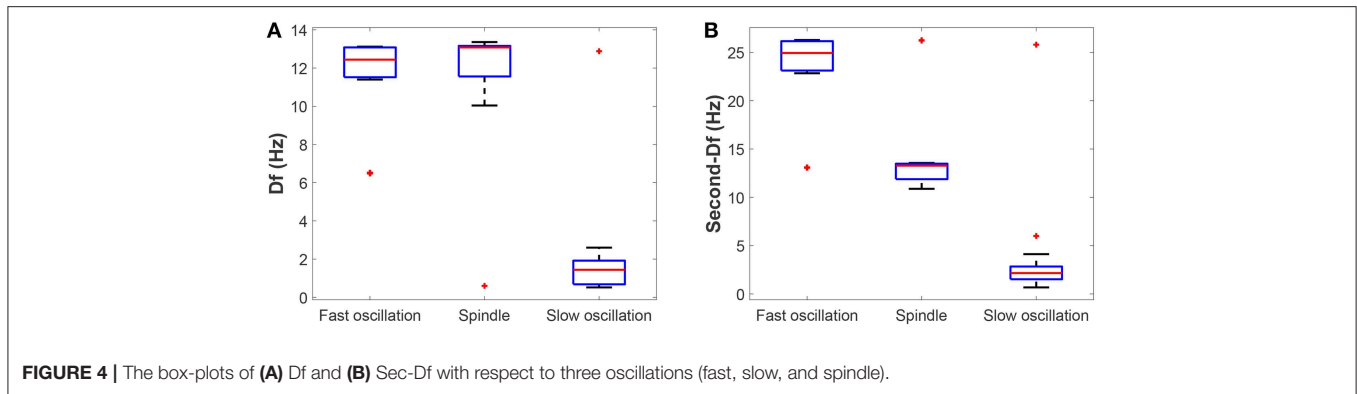 A
Df (Hz)
14
12
10
8
6
4
2
0
Fast oscillation Spindle Slow oscillation
B
Second-Df (Hz)
25
20
15
10
5
0
Fast oscillation Spindle Slow oscillation
FIGURE 4 | The box-plots of (A) Df and (B) Sec-Df with respect to three oscillations (fast, slow, and spindle).